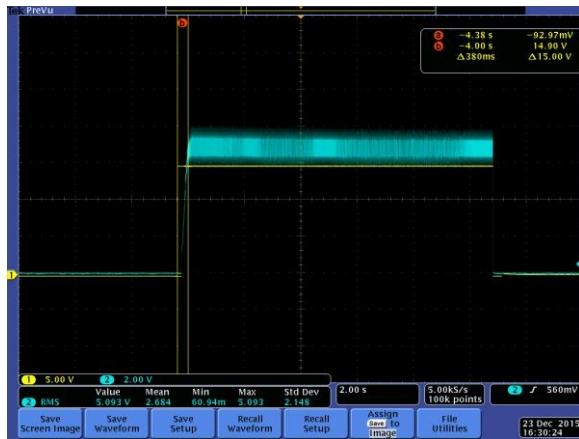 Tek PreVu
b
a -4.38 s -92.97mV
b -4.00 s 14.90 V
Δ380ms Δ15.00 V
1
1 5.00 V 2 2.00 V
Value Mean Min Max Std Dev
2 RMS 5.093 V 2.684 60.94m 5.093 2.148
2.00 s
5.00kS/s
100k points
2 560mV
Save Screen Image
Save Waveform
Save Setup
Recall Waveform
Recall Setup
Assign Save to Image
File Utilities
23 Dec 2015
16:30:24